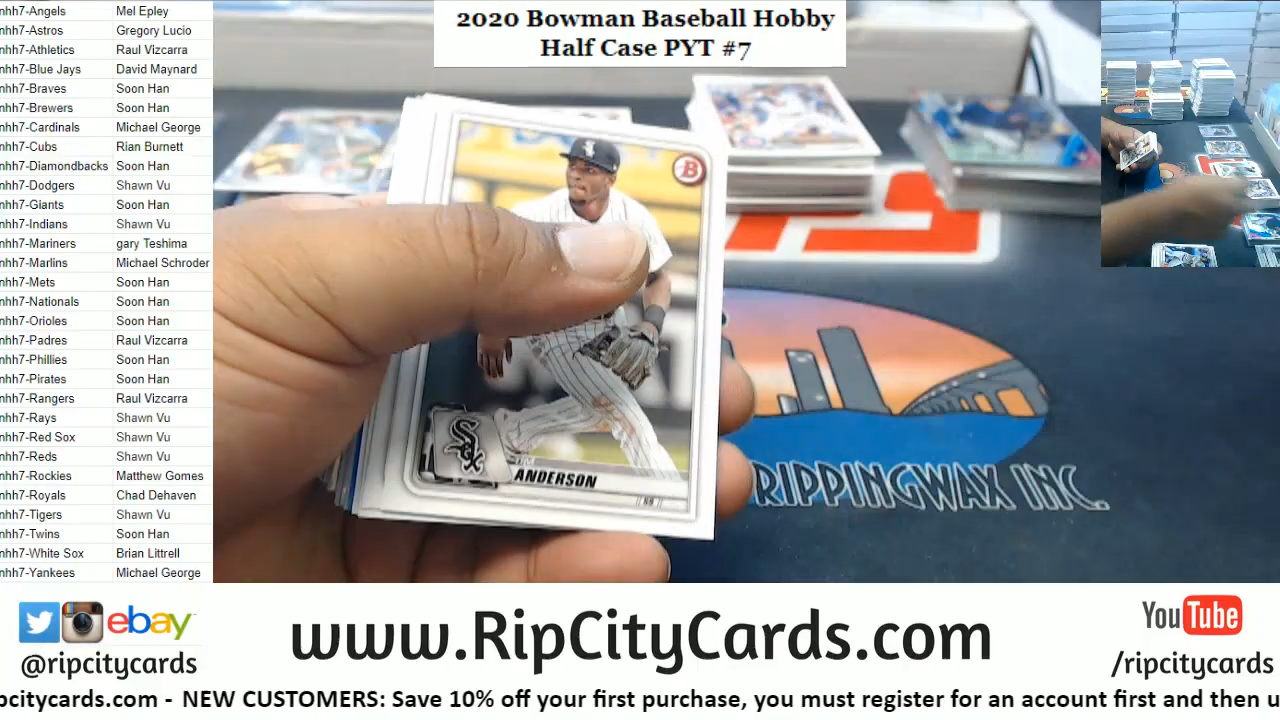 2020 Bowman Baseball Hobby
Half Case PYT #7
nhh7-Angels Mel Epley
nhh7-Astros Gregory Lucio
nhh7-Athletics Raul Vizcarra
nhh7-Blue Jays David Maynard
nhh7-Braves Soon Han
nhh7-Brewers Soon Han
nhh7-Cardinals Michael George
nhh7-Cubs Rian Burnett
nhh7-Diamondbacks Soon Han
nhh7-Dodgers Shawn Vu
nhh7-Giants Soon Han
nhh7-Indians Shawn Vu
nhh7-Mariners gary Teshima
nhh7-Marlins Michael Schroder
nhh7-Mets Soon Han
nhh7-Nationals Soon Han
nhh7-Orioles Soon Han
nhh7-Padres Raul Vizcarra
nhh7-Phillies Soon Han
nhh7-Pirates Soon Han
nhh7-Rangers Raul Vizcarra
nhh7-Rays Shawn Vu
nhh7-Red Sox Shawn Vu
nhh7-Reds Shawn Vu
nhh7-Rockies Matthew Gomes
nhh7-Royals Chad Dehaven
nhh7-Tigers Shawn Vu
nhh7-Twins Soon Han
nhh7-White Sox Brian Littrell
nhh7-Yankees Michael George
B
Sox
TIM
ANDERSON
SS
RIPPINGWAX INC.
ebay
@ripcitycards
www.RipCityCards.com
YouTube
/ripcitycards
pcitycards.com - NEW CUSTOMERS: Save 10% off your first purchase, you must register for an account first and then u